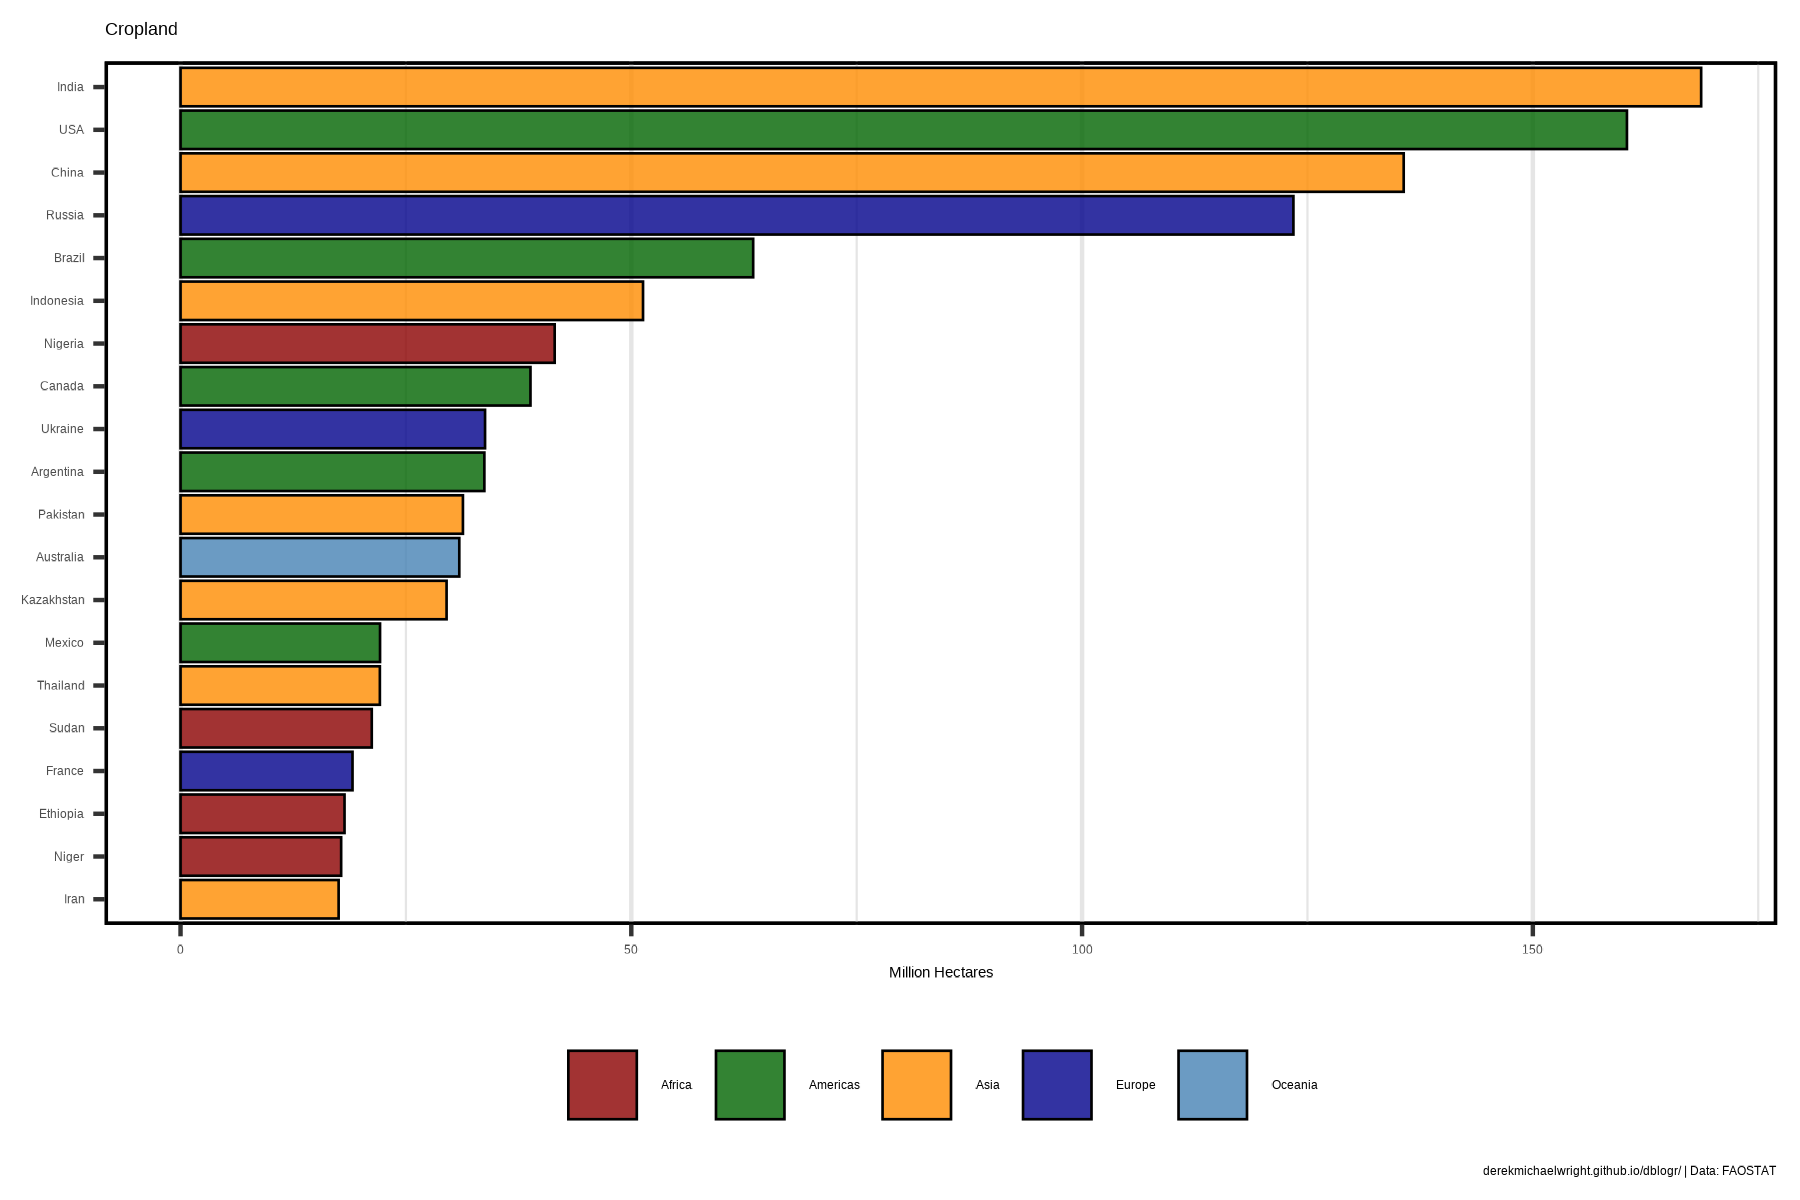 Cropland
India
USA
China
Russia
Brazil
Indonesia
Nigeria
Canada
Ukraine
Argentina
Pakistan
Australia
Kazakhstan
Mexico
Thailand
Sudan
France
Ethiopia
Niger
Iran
0 50 100 150
Million Hectares
Africa Americas Asia Europe Oceania
derekmichaelwright.github.io/dblogr/ | Data: FAOSTAT